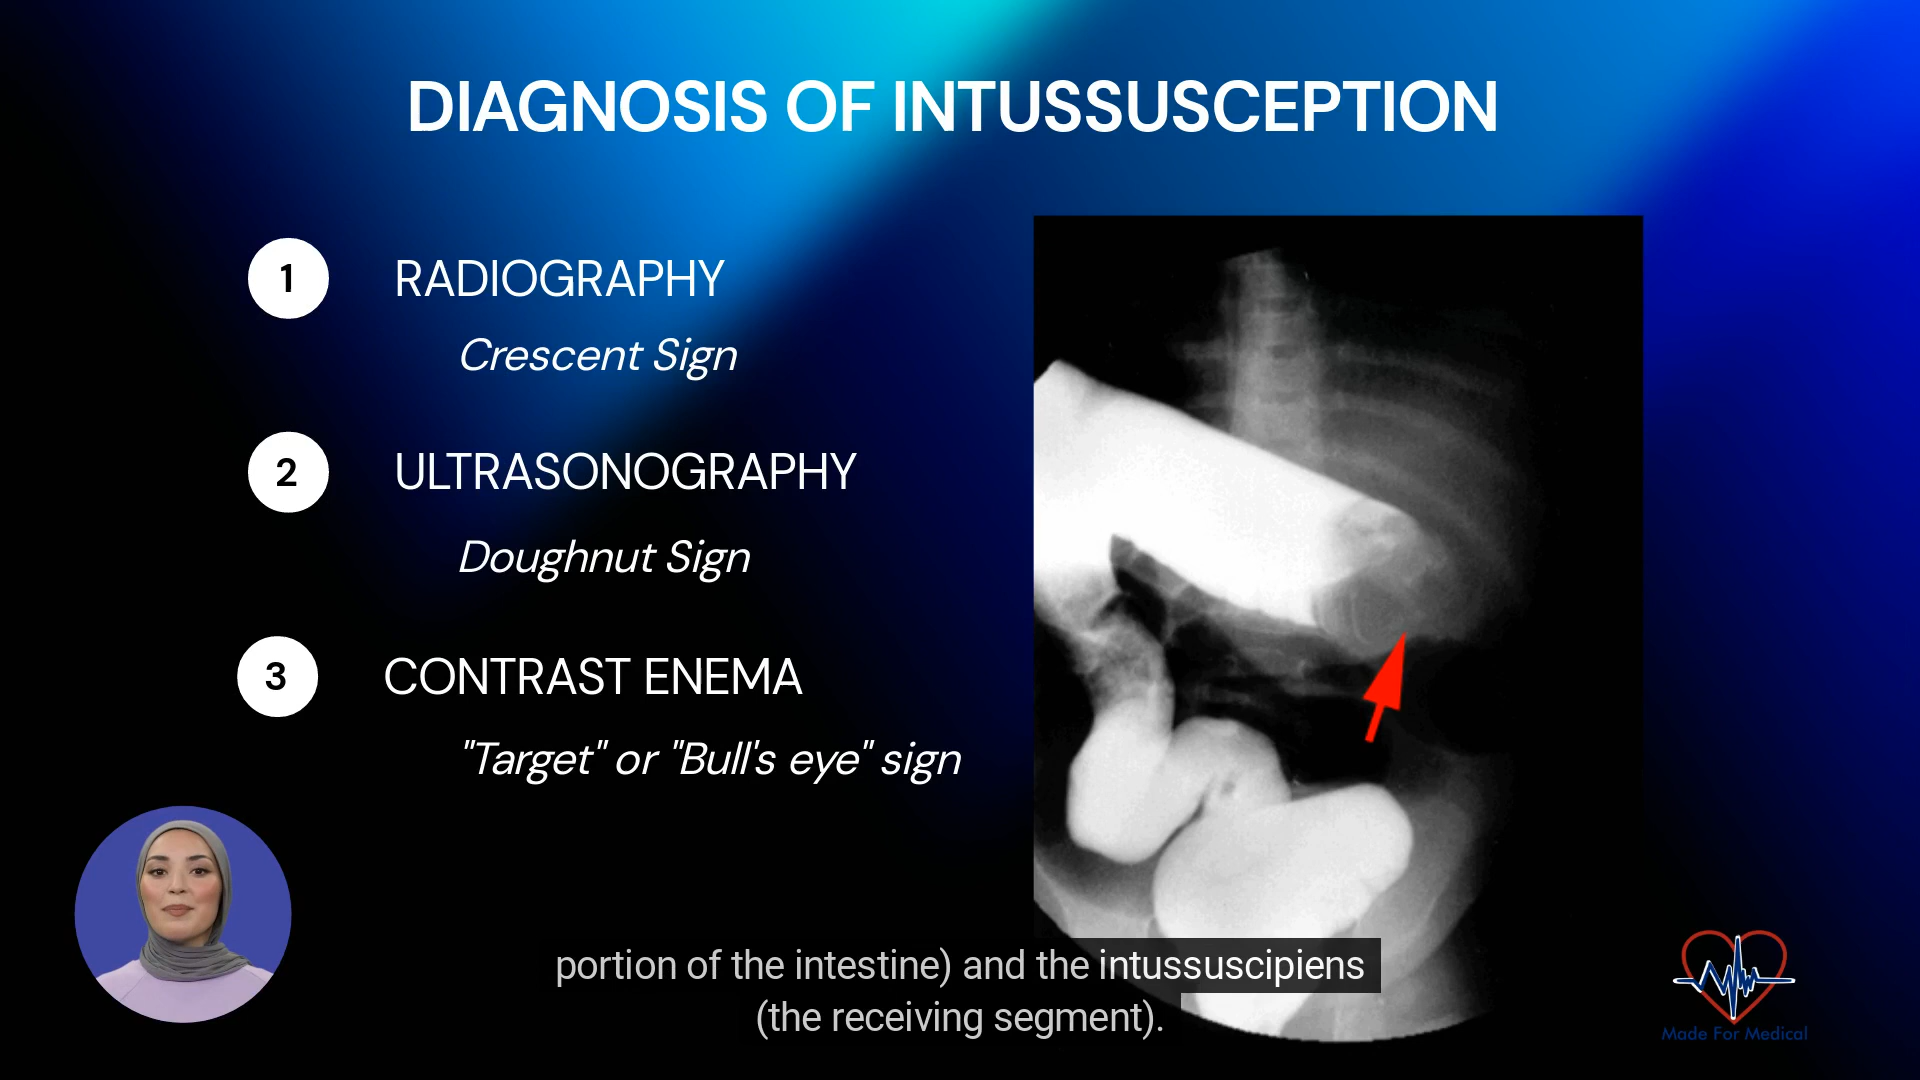 DIAGNOSIS OF INTUSSUSCEPTION
1 RADIOGRAPHY
Crescent Sign
2 ULTRASONOGRAPHY
Doughnut Sign
3 CONTRAST ENEMA
"Target" or "Bull's eye" sign
portion of the intestine) and the intussuscipiens
(the receiving segment).
Made For Medical